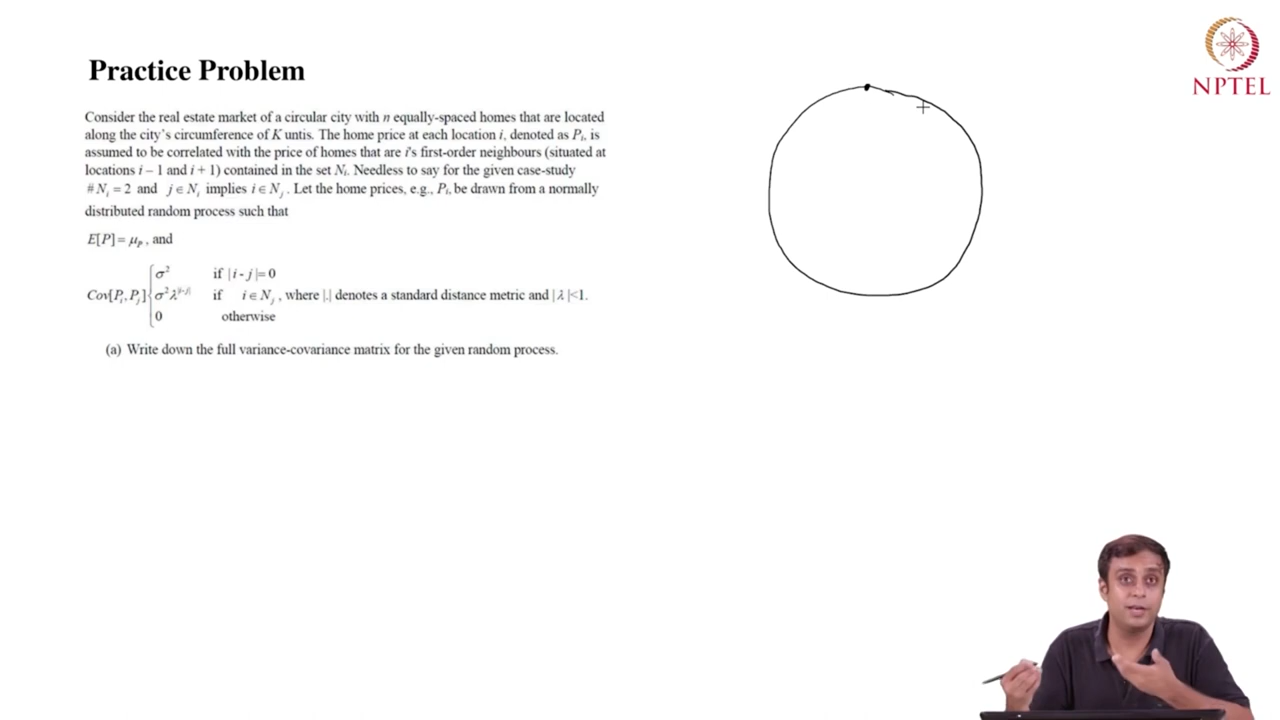 NPTEL
Practice Problem
Consider the real estate market of a circular city with n equally-spaced homes that are located
along the city's circumference of K untis. The home price at each location i, denoted as Pᵢ, is
assumed to be correlated with the price of homes that are i's first-order neighbours (situated at
locations i – 1 and i + 1) contained in the set Nᵢ. Needless to say for the given case-study
#Nᵢ = 2 and j ∈ Nᵢ implies i ∈ Nⱼ. Let the home prices, e.g., Pᵢ, be drawn from a normally
distributed random process such that
E[P] = μₚ, and
σ² if |i - j|=0
Cov[Pᵢ, Pⱼ] { σ²λ^|i-j| if i ∈ Nⱼ, where |.| denotes a standard distance metric and |λ|<1.
0 otherwise
(a) Write down the full variance-covariance matrix for the given random process.